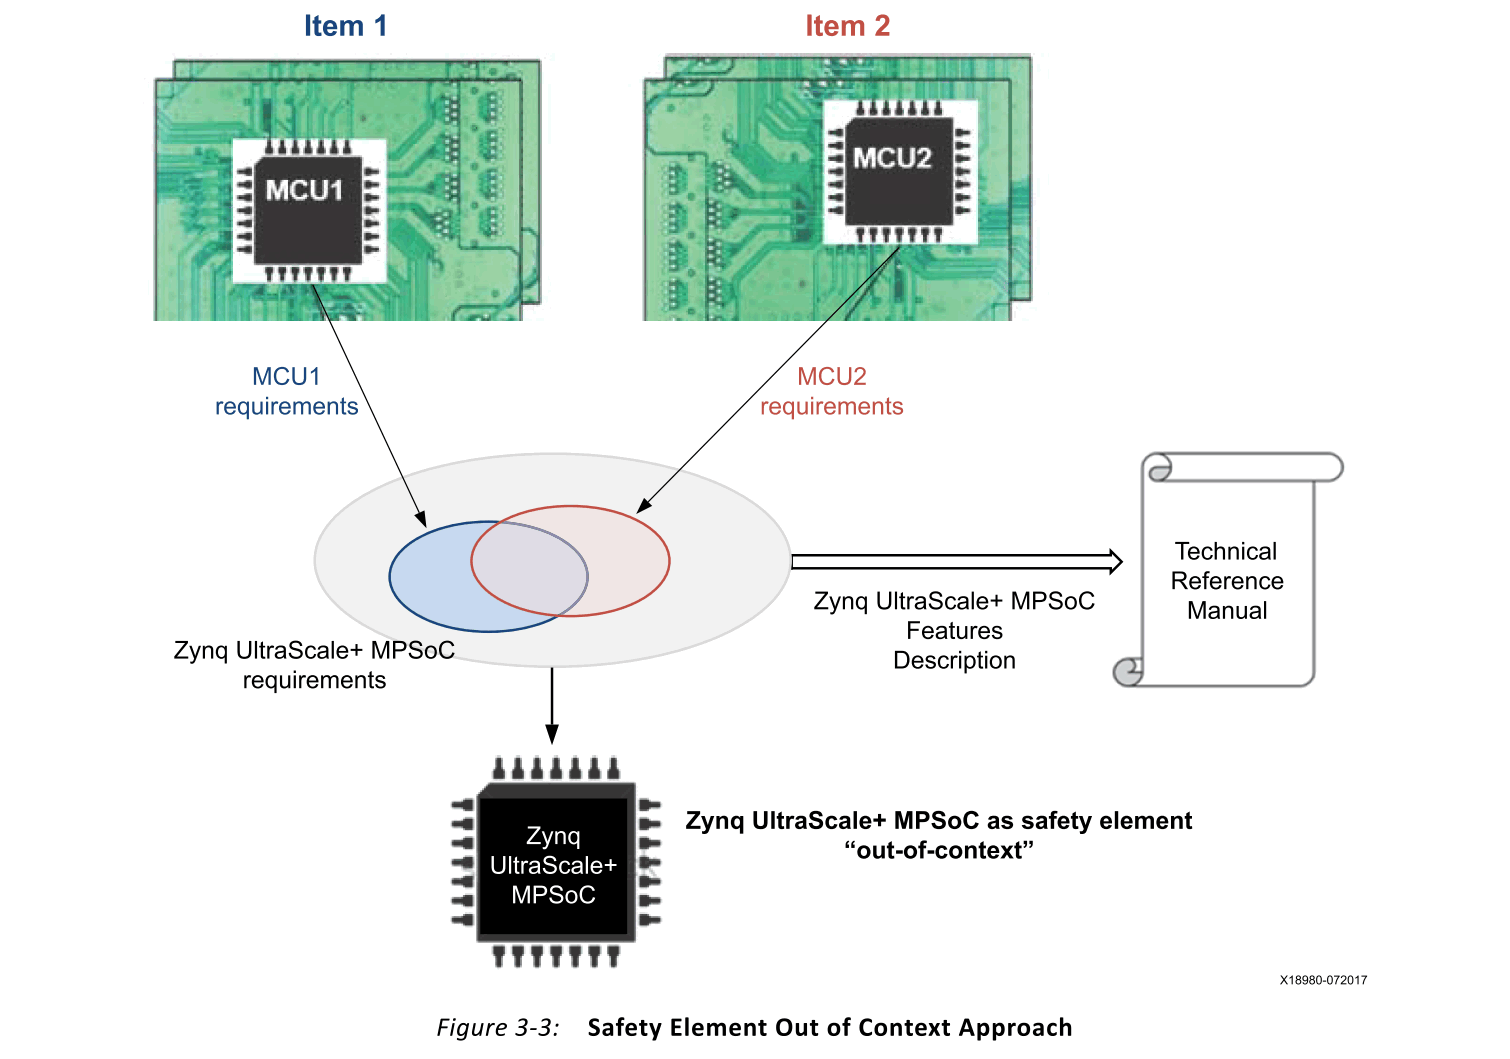 Item 1
Item 2
MCU1
MCU2
MCU1
requirements
MCU2
requirements
Technical
Reference
Manual
Zynq UltraScale+ MPSoC
Features
Description
Zynq UltraScale+ MPSoC
requirements
Zynq
UltraScale+
MPSoC
Zynq UltraScale+ MPSoC as safety element
“out-of-context”
X18980-072017
Figure 3-3: Safety Element Out of Context Approach